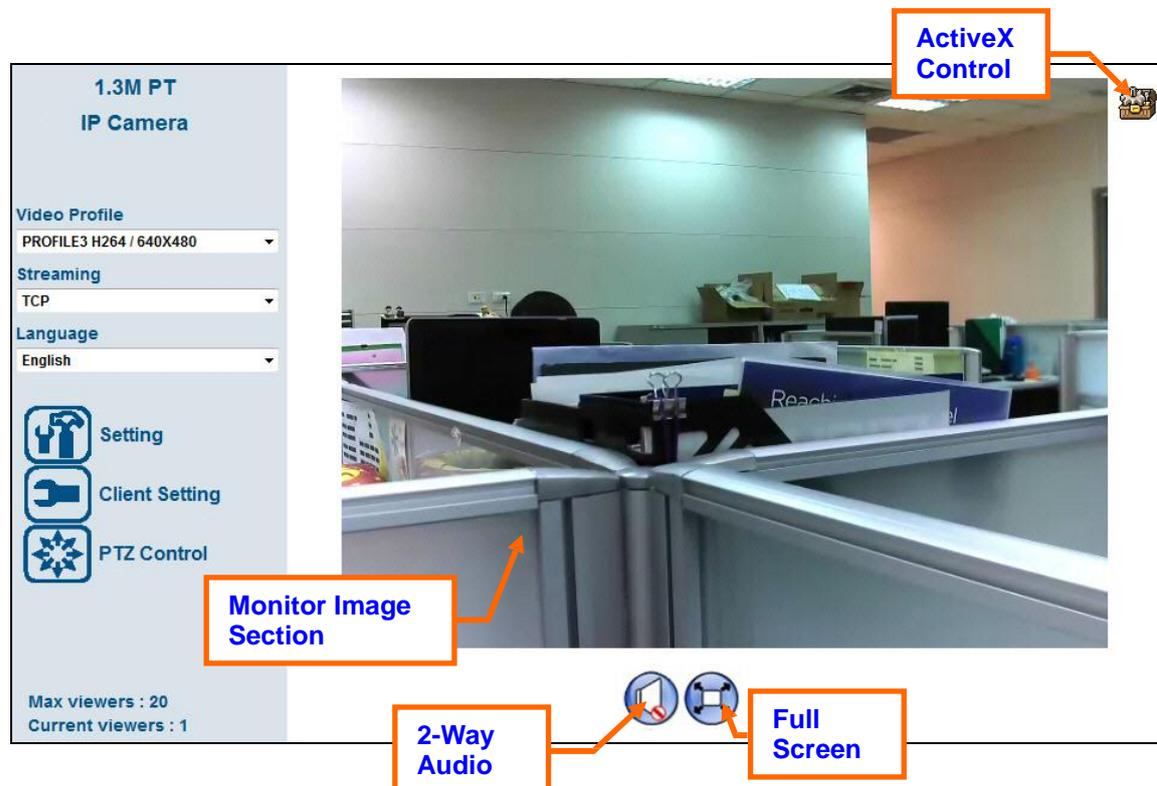 ActiveX
Control
1.3M PT
IP Camera
Video Profile
PROFILE3 H264 / 640X480
Streaming
TCP
Language
English
Setting
Client Setting
PTZ Control
Monitor Image
Section
Max viewers : 20
Current viewers : 1
2-Way
Audio
Full
Screen